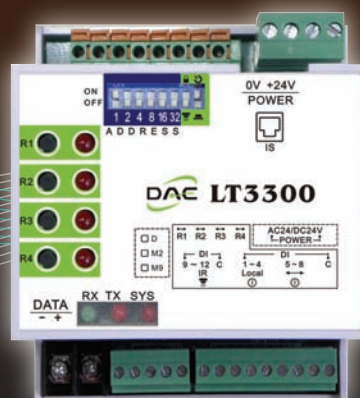 ON
OFF
1 2 4 8 16 32
ADDRESS
0V +24V
POWER
IS
R1
R2
R3
R4
DAE LT3300
D
M2
M9
R1 R2 R3 R4
AC24/DC24V
POWER
DI
9 ~ 12 C
IR
DI
1 ~ 4 5 ~ 8 C
Local
DATA
- +
RX TX SYS